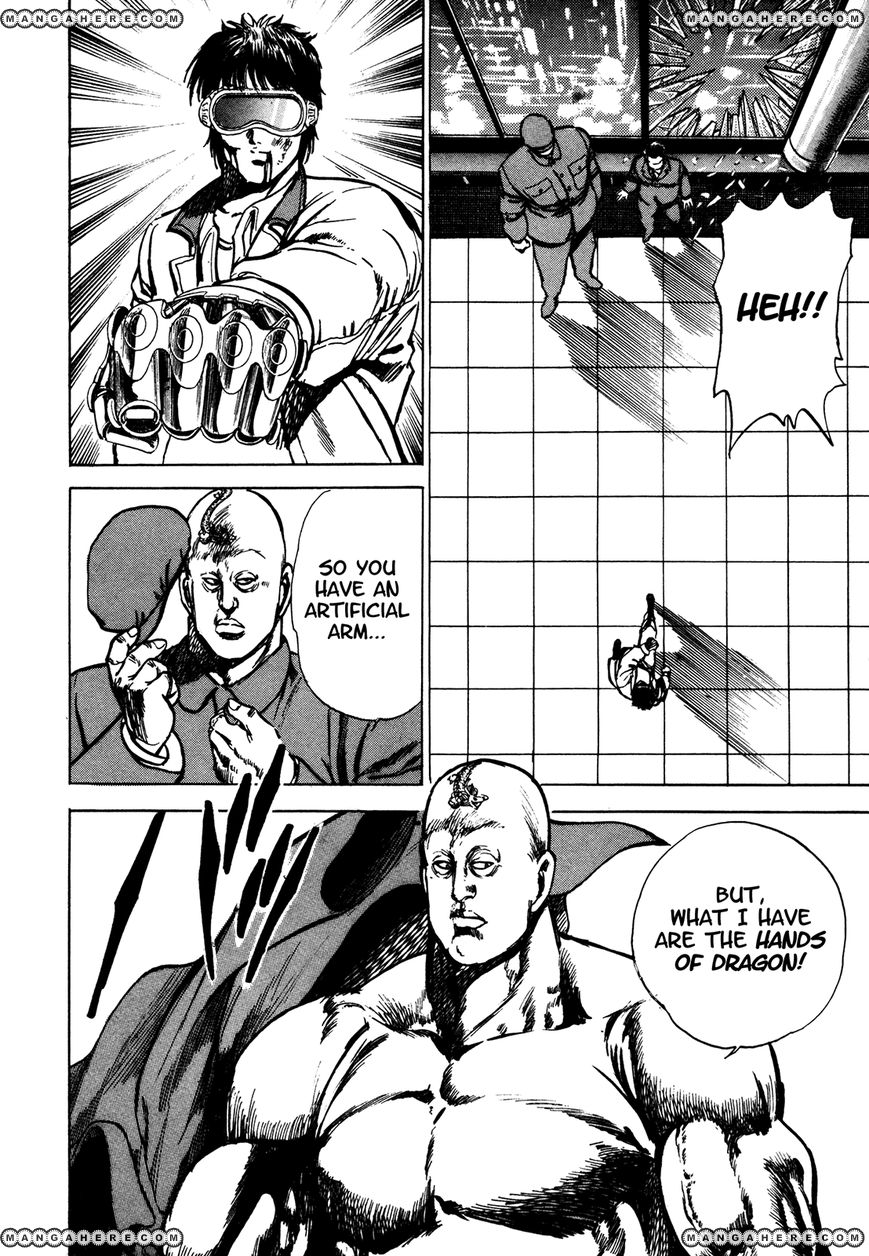 MANGAHERE.COM
MANGAHERE.COM
HEH!!
SO YOU
HAVE AN
ARTIFICIAL
ARM...
BUT,
WHAT I HAVE
ARE THE HANDS
OF DRAGON!
MANGAHERE.COM
MANGAHERE.COM